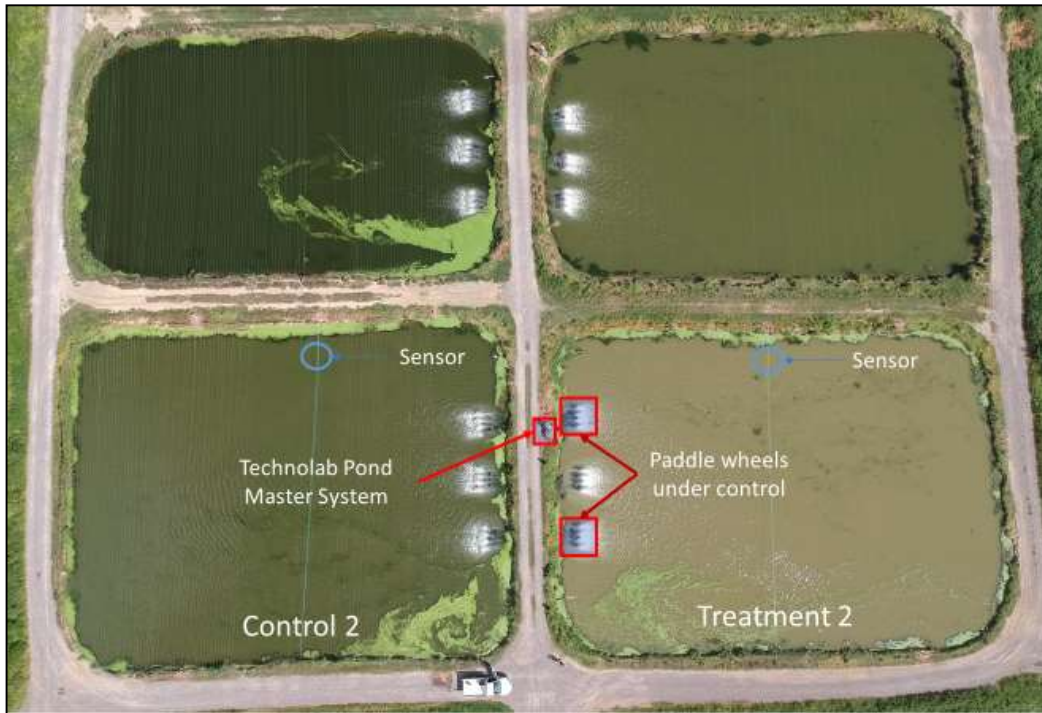 Sensor
Sensor
Technolab Pond
Master System
Paddle wheels
under control
Control 2
Treatment 2